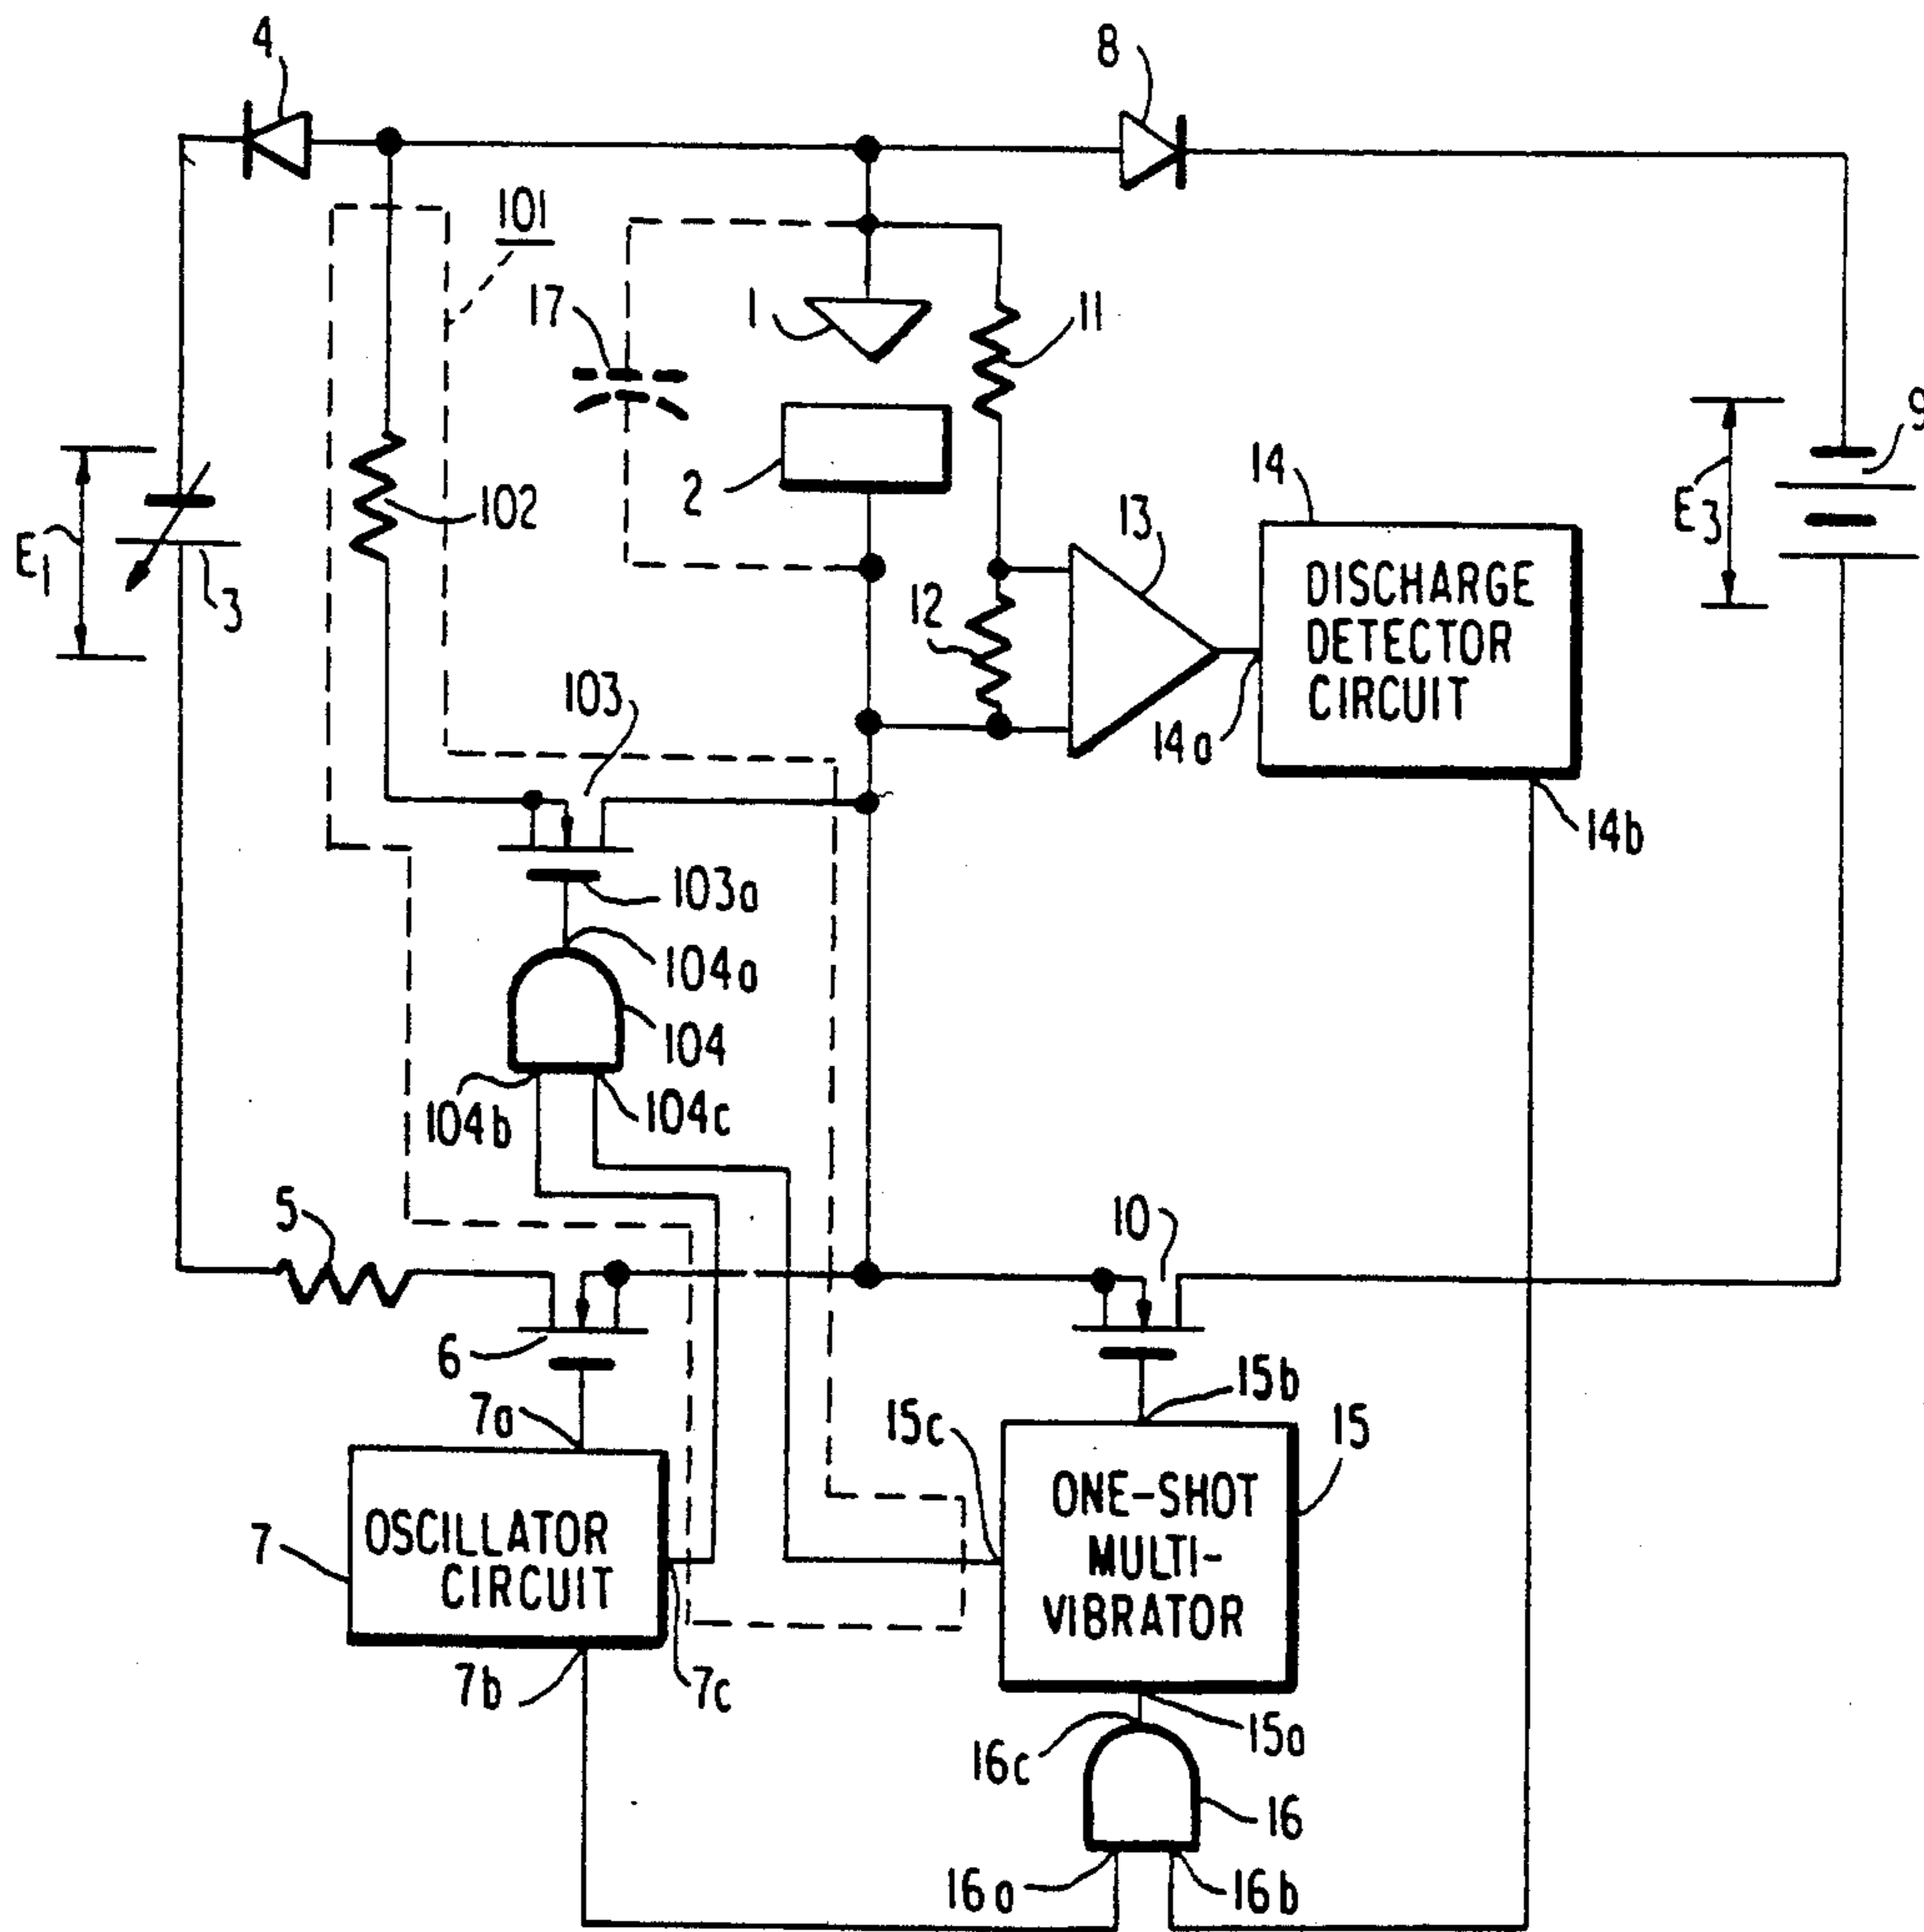 4
8
101
17
1
11
9
E1
3
102
2
14
E3
13
12
DISCHARGE
DETECTOR
CIRCUIT
103
14a
14b
103a
104a
104
104b
104c
5
10
6
7a
15b
15c
15
ONE-SHOT
MULTI-
VIBRATOR
7
OSCILLATOR
CIRCUIT
7b
7c
16c
15a
16
16a
16b